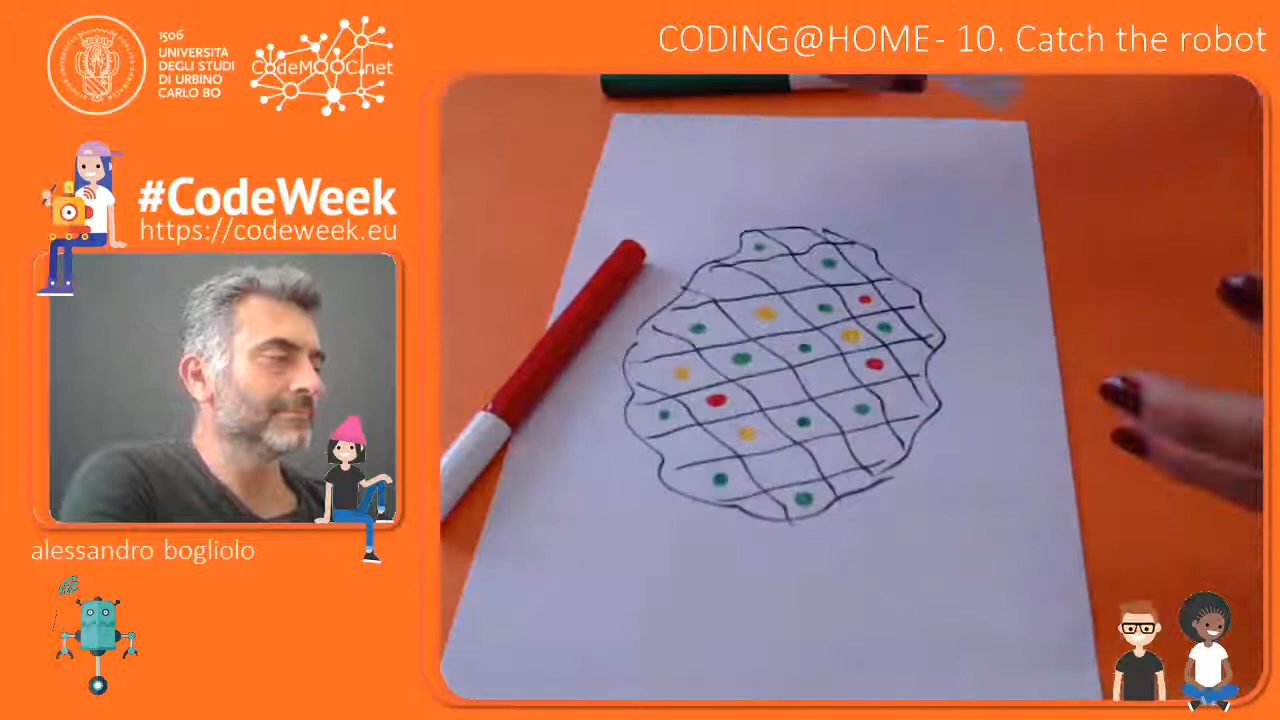 CODING@HOME - 10. Catch the robot
1506
UNIVERSITÀ
DEGLI STUDI
DI URBINO
CARLO BO
CodeMOOC.net
#CodeWeek
https://codeweek.eu
alessandro bogliolo